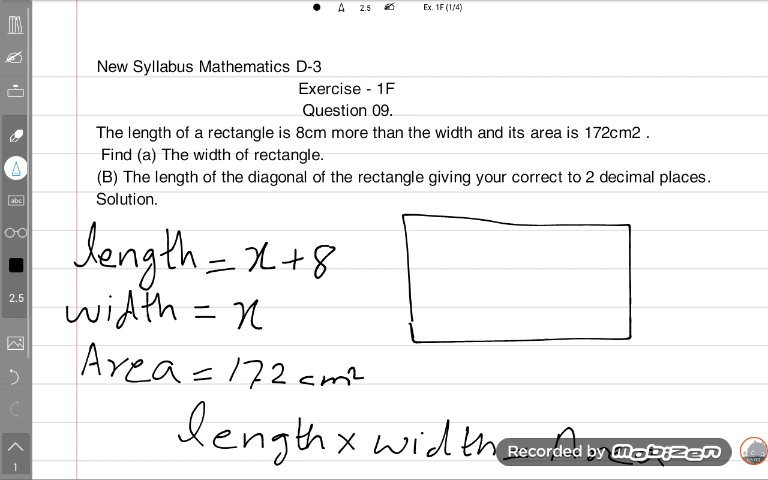 2.5 Ex. 1F (1/4)
New Syllabus Mathematics D-3
Exercise - 1F
Question 09.
The length of a rectangle is 8cm more than the width and its area is 172cm2 .
Find (a) The width of rectangle.
(B) The length of the diagonal of the rectangle giving your correct to 2 decimal places.
Solution.
abc
length = x + 8
2.5
width = x
Area = 172 cm²
length x width = Area
Recorded by mobizen
1